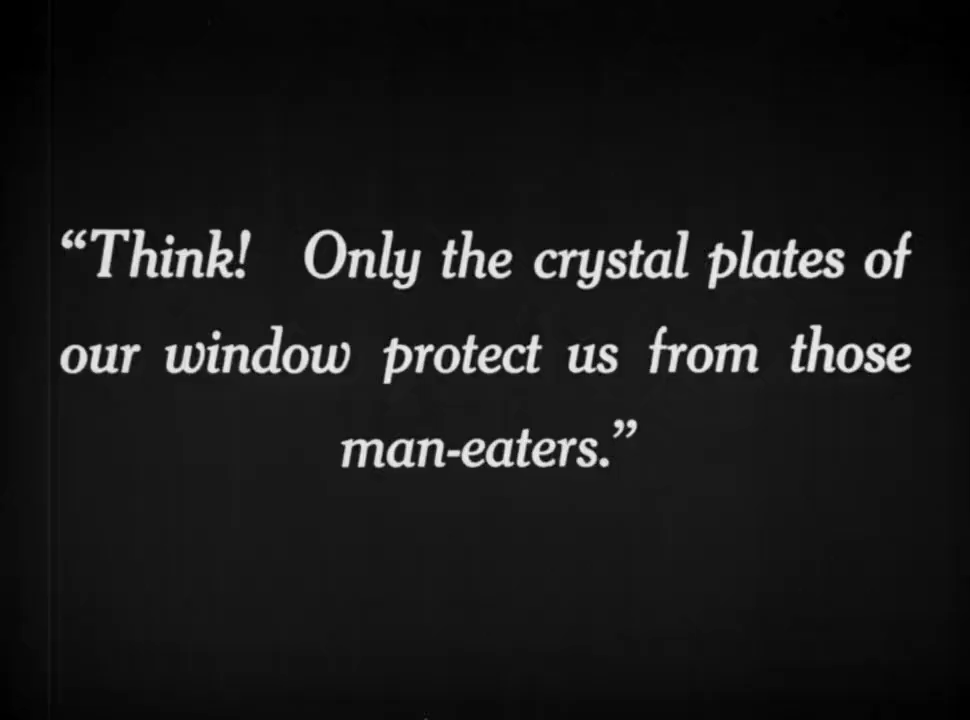 “Think! Only the crystal plates of
our window protect us from those
man-eaters.”